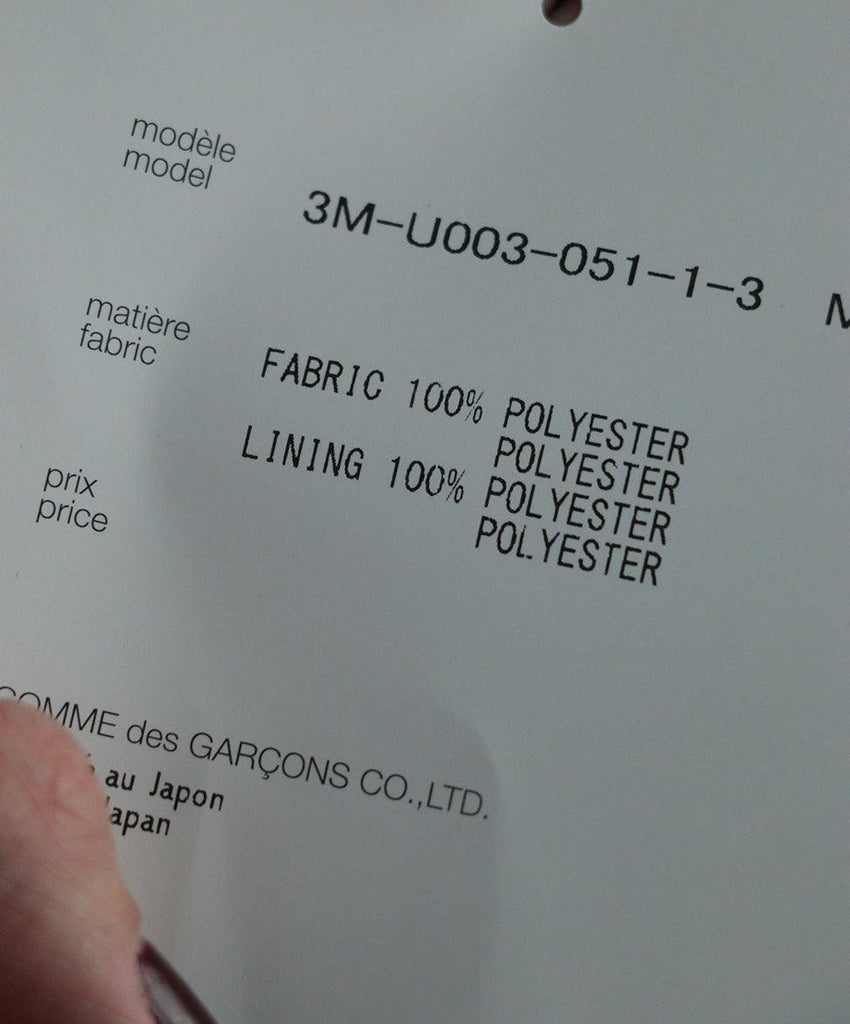 modèle
model
3M-U003-051-1-3
matière
fabric
FABRIC 100% POLYESTER
POLYESTER
LINING 100% POLYESTER
POLYESTER
prix
price
COMME des GARÇONS CO.,LTD.
au Japon
Japan